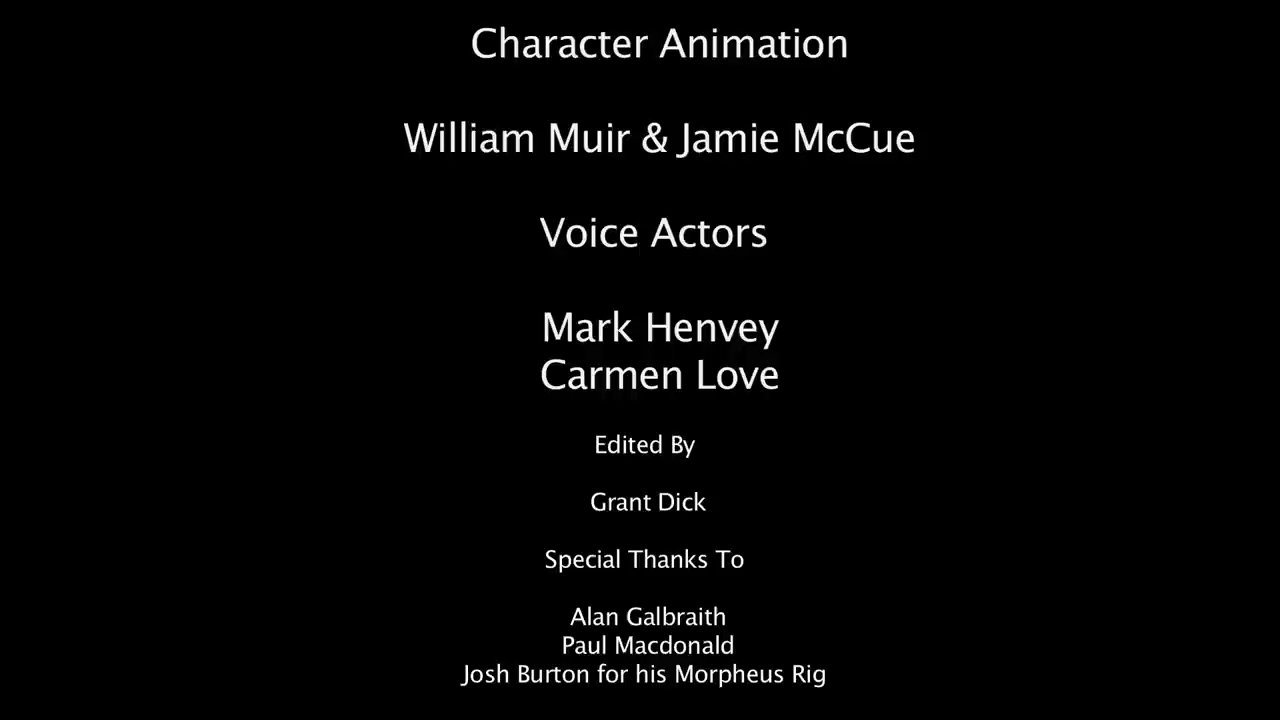 Character Animation
William Muir & Jamie McCue
Voice Actors
Mark Henvey
Carmen Love
Edited By
Grant Dick
Special Thanks To
Alan Galbraith
Paul Macdonald
Josh Burton for his Morpheus Rig